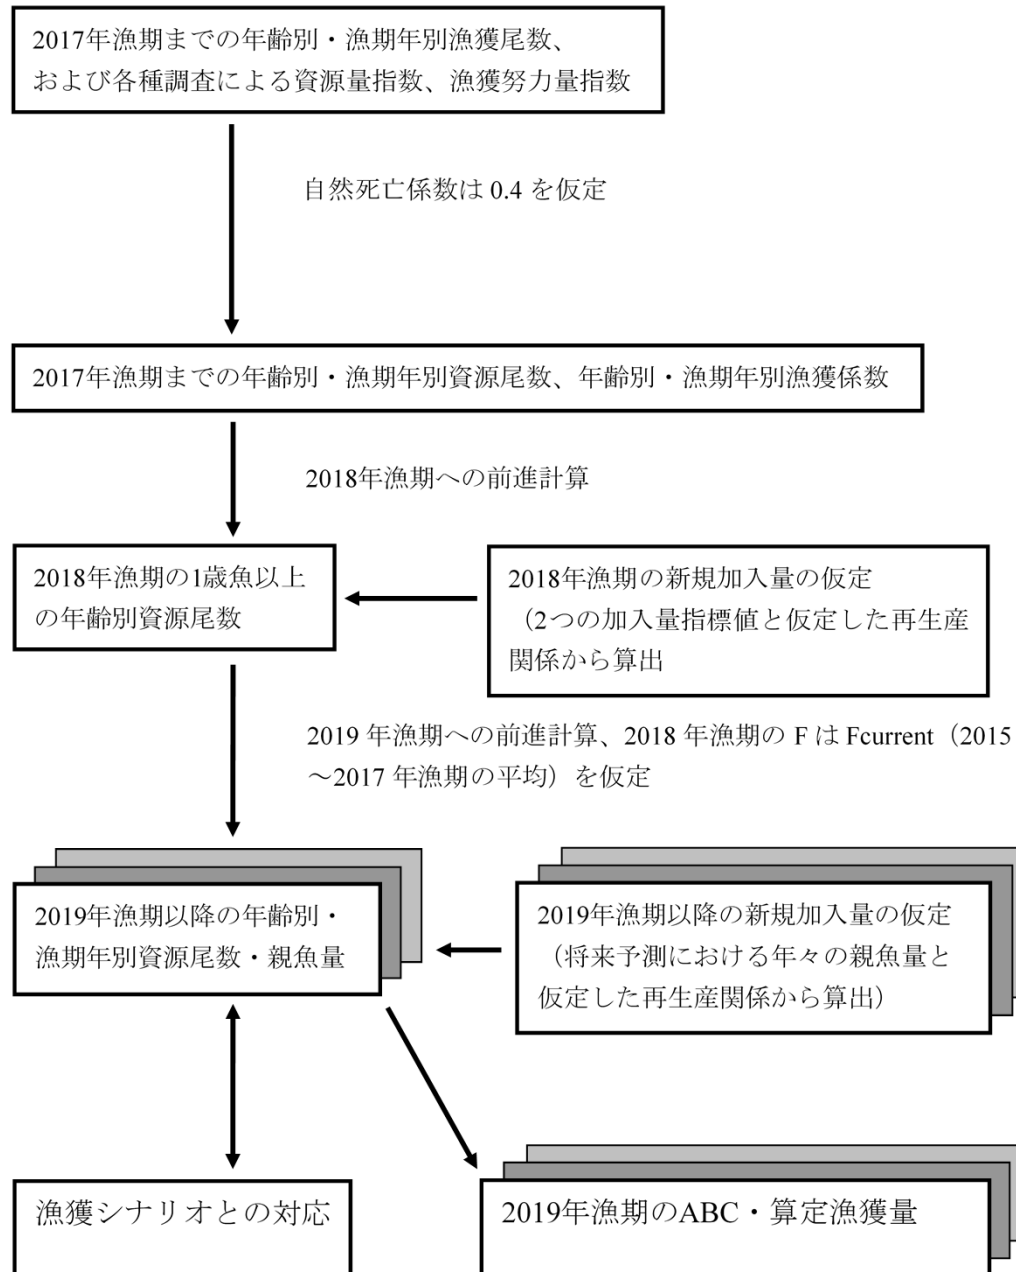 2017年漁期までの年齢別・漁期年別漁獲尾数、
および各種調査による資源量指数、漁獲努力量指数
自然死亡係数は 0.4 を仮定
2017年漁期までの年齢別・漁期年別資源尾数、年齢別・漁期年別漁獲係数
2018年漁期への前進計算
2018年漁期の1歳魚以上
の年齢別資源尾数
2018年漁期の新規加入量の仮定
（2つの加入量指標値と仮定した再生産
関係から算出
2019 年漁期への前進計算、2018 年漁期の F は Fcurrent（2015
～2017 年漁期の平均）を仮定
2019年漁期以降の年齢別・
漁期年別資源尾数・親魚量
2019年漁期以降の新規加入量の仮定
（将来予測における年々の親魚量と
仮定した再生産関係から算出）
漁獲シナリオとの対応
2019年漁期のABC・算定漁獲量